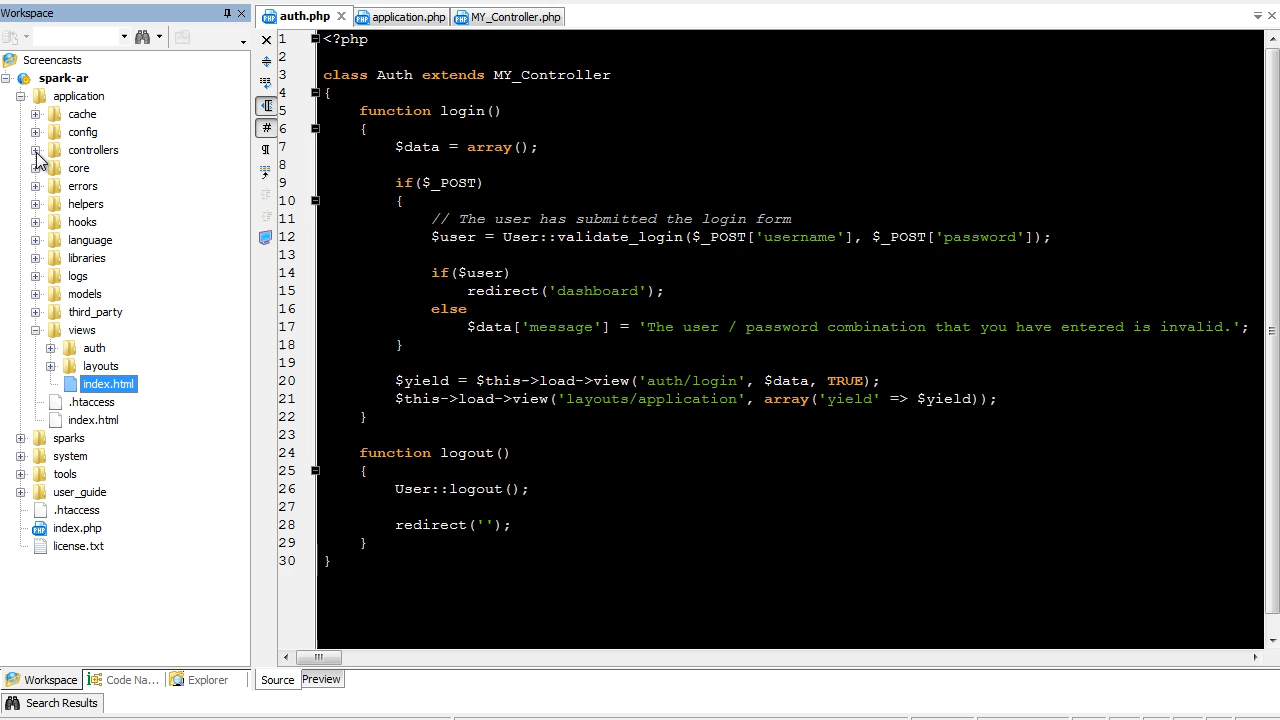 Workspace
auth.php
application.php
MY_Controller.php
Screencasts
spark-ar
application
cache
config
controllers
core
errors
helpers
hooks
language
libraries
logs
models
third_party
views
auth
layouts
index.html
.htaccess
index.html
sparks
system
tools
user_guide
.htaccess
index.php
license.txt
1 <?php
2
3 class Auth extends MY_Controller
4 {
5 function login()
6 {
7 $data = array();
8
9 if($_POST)
10 {
11 // The user has submitted the login form
12 $user = User::validate_login($_POST['username'], $_POST['password']);
13
14 if($user)
15 redirect('dashboard');
16 else
17 $data['message'] = 'The user / password combination that you have entered is invalid.';
18 }
19
20 $yield = $this->load->view('auth/login', $data, TRUE);
21 $this->load->view('layouts/application', array('yield' => $yield));
22 }
23
24 function logout()
25 {
26 User::logout();
27
28 redirect('');
29 }
30 }
Workspace
Code Na...
Explorer
Source
Preview
Search Results